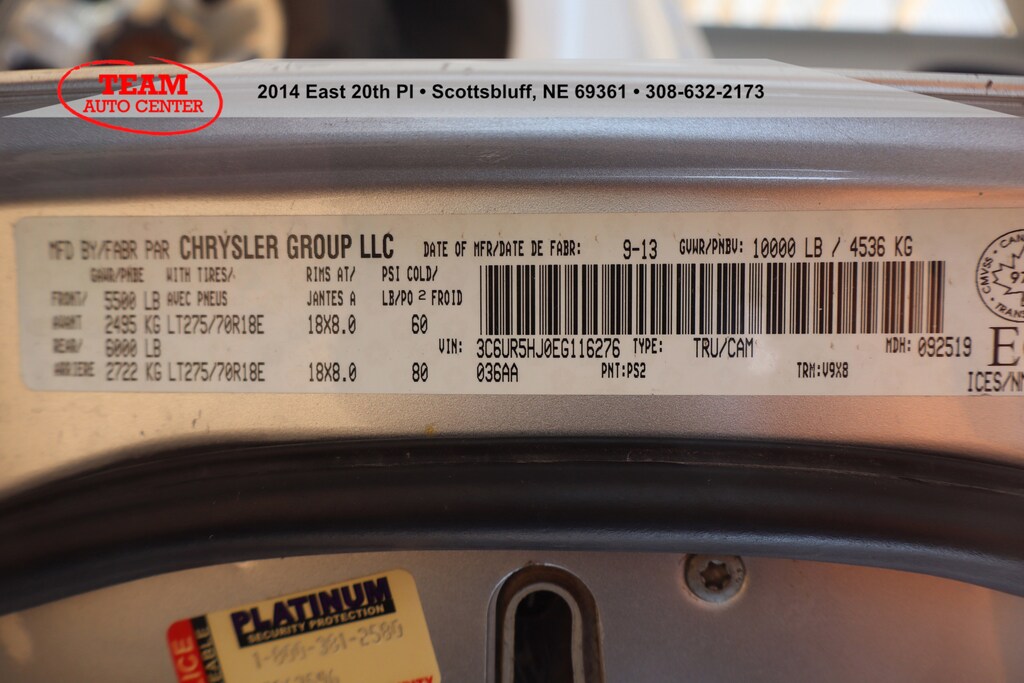 TEAM
AUTO CENTER
2014 East 20th Pl • Scottsbluff, NE 69361 • 308-632-2173
MFD BY/FABR PAR CHRYSLER GROUP LLC DATE OF MFR/DATE DE FABR: 9-13 GVWR/PNBV: 10000 LB / 4536 KG
GAWR/PNBE WITH TIRES/ RIMS AT/ PSI COLD/
FRONT/ 5500 LB AVEC PNEUS JANTES A LB/PO 2 FROID
AVANT 2495 KG LT275/70R18E 18X8.0 60
REAR/ 6000 LB VIN: 3C6UR5HJ0EG116276 TYPE: TRU/CAM MDH: 092519
ARRIERE 2722 KG LT275/70R18E 18X8.0 80 036AA PNT:PS2 TRM:V9X8
CMVSS
ICES/NM
PLATINUM
SECURITY PROTECTION